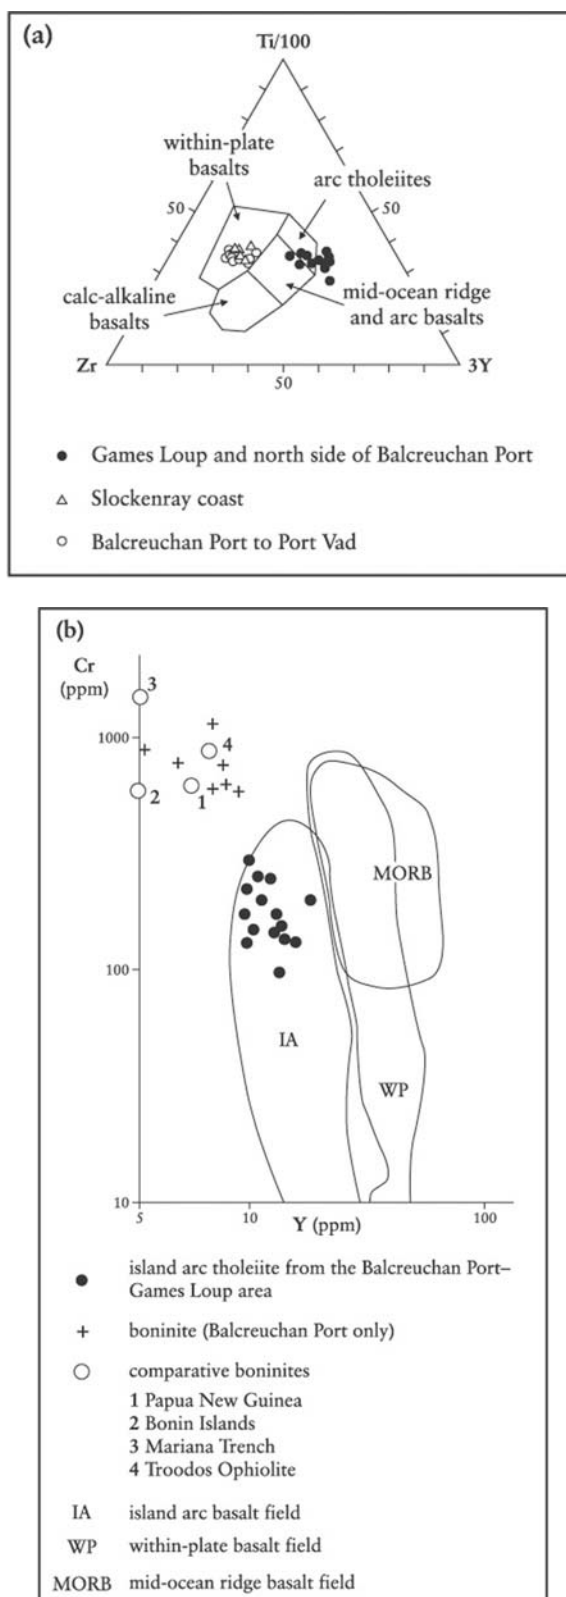 (a)
Ti/100
within-plate
basalts
arc tholeiites
50
50
calc-alkaline
basalts
mid-ocean ridge
and arc basalts
Zr
50
3Y
● Games Loup and north side of Balcreuchan Port
△ Slockenray coast
○ Balcreuchan Port to Port Vad
(b)
Cr
(ppm)
3
1000
4
2
1
MORB
100
IA
WP
10
5
10
Y (ppm)
100
● island arc tholeiite from the Balcreuchan Port–
Games Loup area
+ boninite (Balcreuchan Port only)
○ comparative boninites
1 Papua New Guinea
2 Bonin Islands
3 Mariana Trench
4 Troodos Ophiolite
IA island arc basalt field
WP within-plate basalt field
MORB mid-ocean ridge basalt field